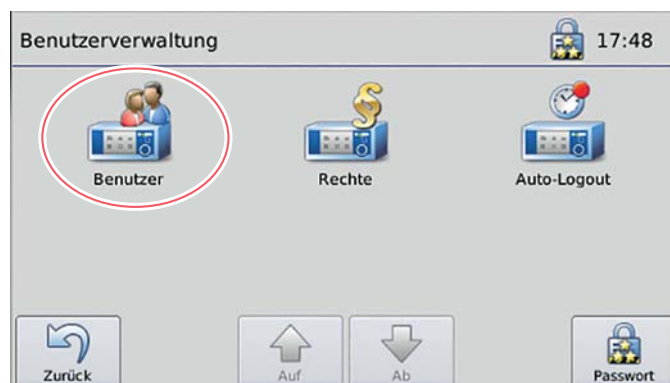 Benutzerverwaltung 17:48
Benutzer Rechte Auto-Logout
Zurück Auf Ab Passwort